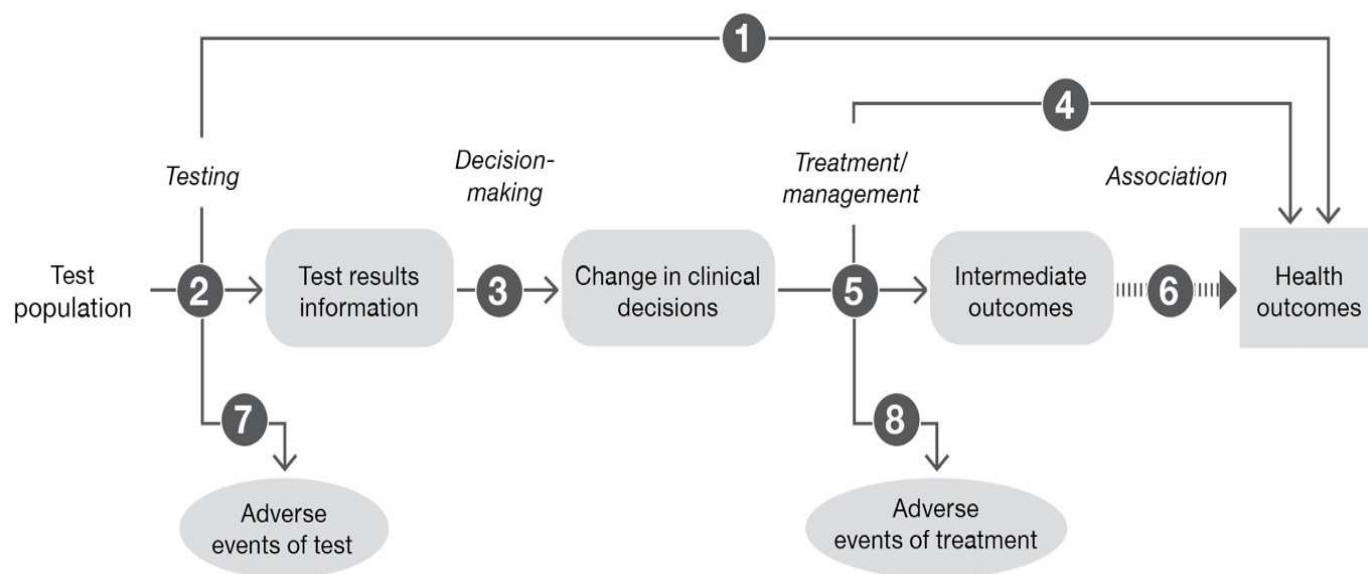 1
4
Testing
Decision-
making
Treatment/
management
Association
Test
population
2
Test results
information
3
Change in clinical
decisions
5
Intermediate
outcomes
6
Health
outcomes
7
8
Adverse
events of test
Adverse
events of treatment